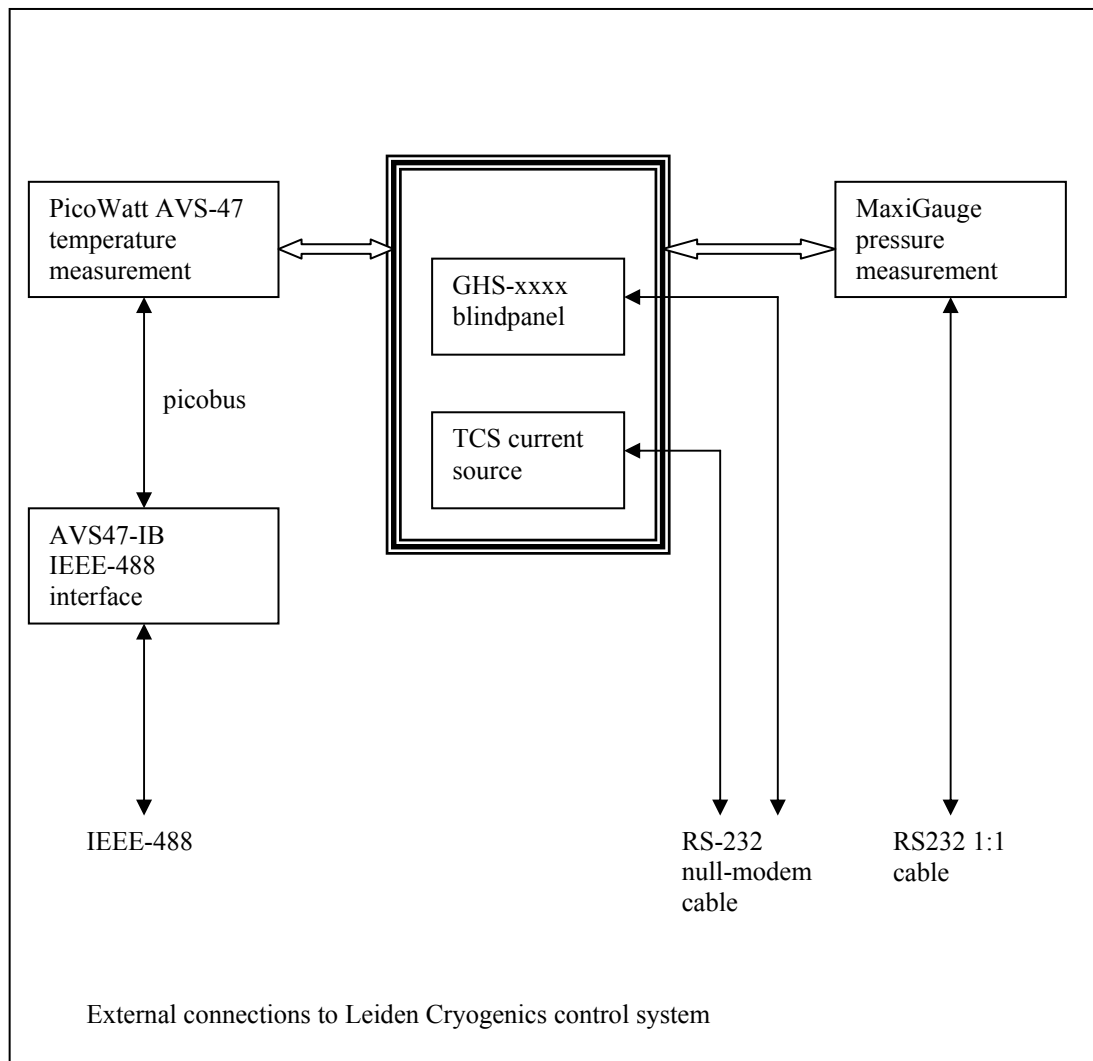 PicoWatt AVS-47
temperature
measurement
MaxiGauge
pressure
measurement
GHS-xxxx
blindpanel
picobus
TCS current
source
AVS47-IB
IEEE-488
interface
IEEE-488
RS-232
null-modem
cable
RS232 1:1
cable
External connections to Leiden Cryogenics control system